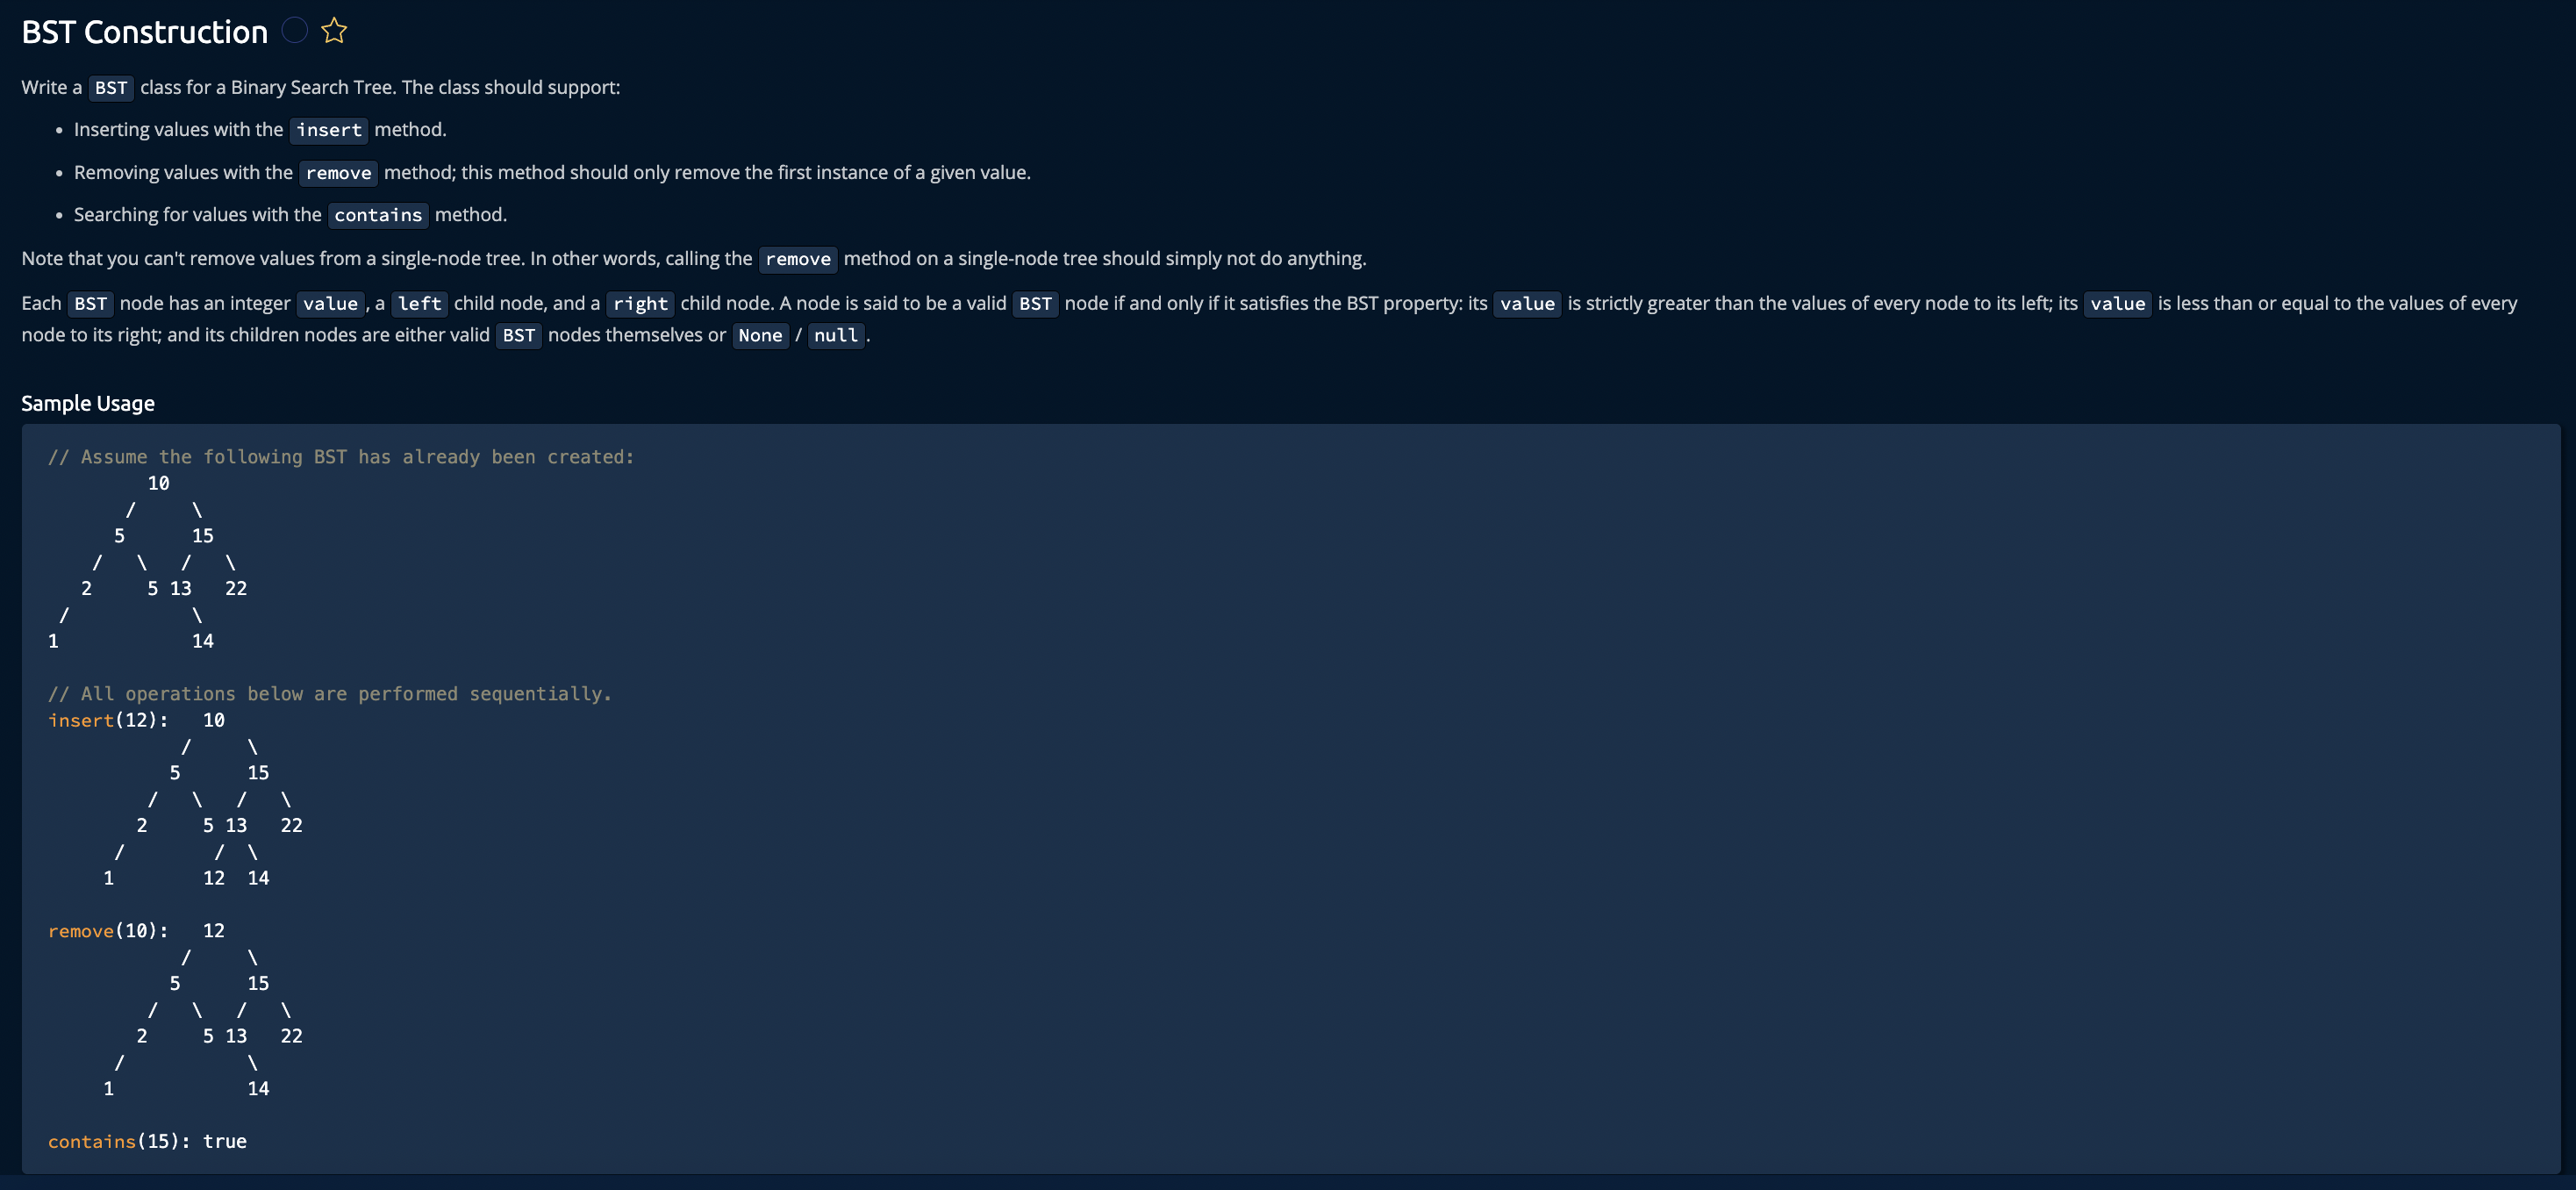 BST Construction
Write a BST class for a Binary Search Tree. The class should support:
• Inserting values with the insert method.
• Removing values with the remove method; this method should only remove the first instance of a given value.
• Searching for values with the contains method.
Note that you can't remove values from a single-node tree. In other words, calling the remove method on a single-node tree should simply not do anything.
Each BST node has an integer value, a left child node, and a right child node. A node is said to be a valid BST node if and only if it satisfies the BST property: its value is strictly greater than the values of every node to its left; its value is less than or equal to the values of every
node to its right; and its children nodes are either valid BST nodes themselves or None / null.
Sample Usage
// Assume the following BST has already been created:
         10
       /     \
      5      15
    /   \   /   \
   2     5 13   22
 /           \
1            14

// All operations below are performed sequentially.
insert(12):   10
            /     \
           5      15
         /   \   /   \
        2     5 13   22
      /        / \
     1        12  14

remove(10):   12
            /     \
           5      15
         /   \   /   \
        2     5 13   22
      /           \
     1            14

contains(15): true